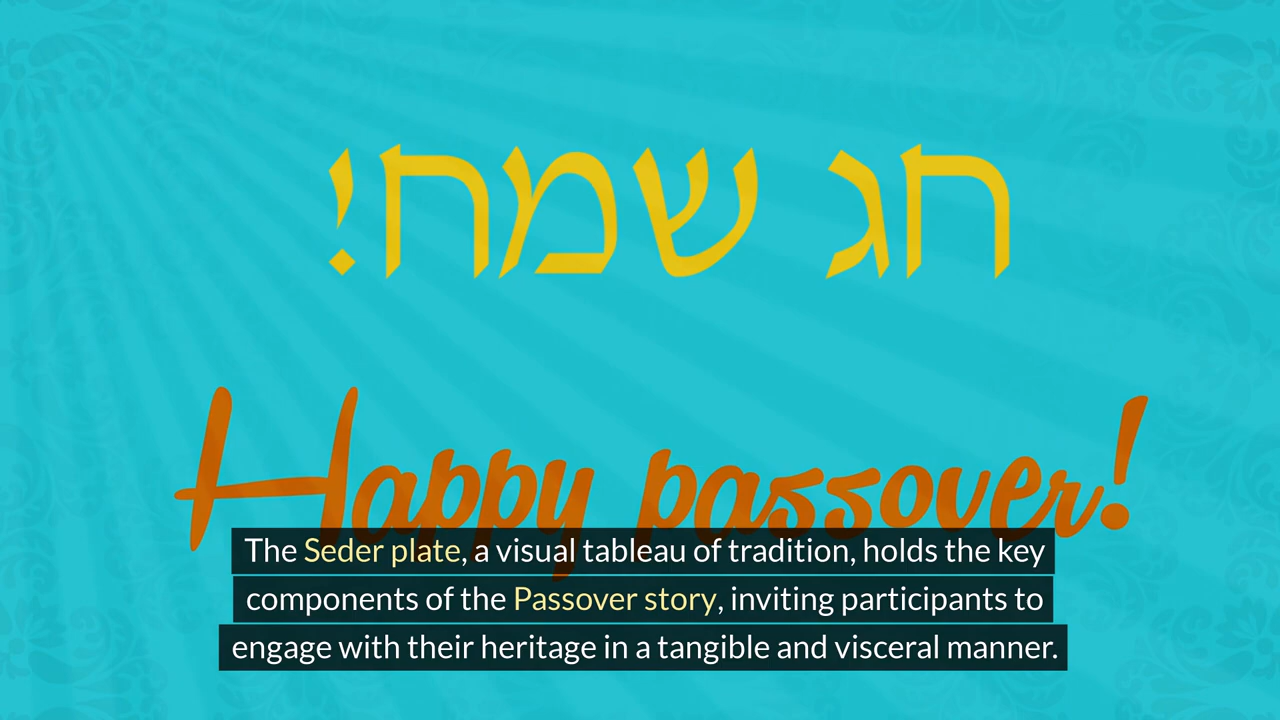 חג שמח!
Happy passover!
The Seder plate, a visual tableau of tradition, holds the key
components of the Passover story, inviting participants to
engage with their heritage in a tangible and visceral manner.